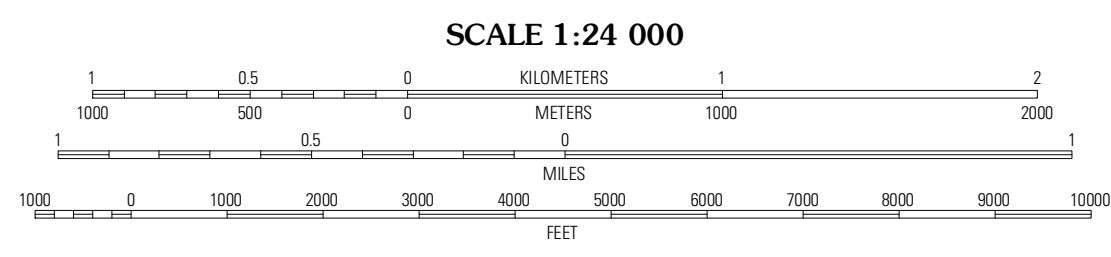 SCALE 1:24 000
1 0.5 0 KILOMETERS 1 2
1000 500 0 METERS 1000 2000
1 0.5 0 1
MILES
1000 0 1000 2000 3000 4000 5000 6000 7000 8000 9000 10000
FEET